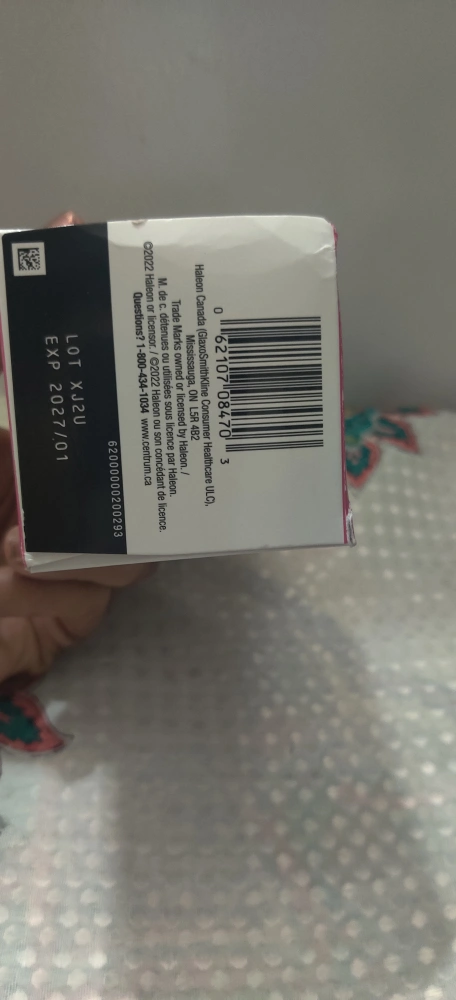 0 62107 08470 3
Haleon Canada (GlaxoSmithKline Consumer Healthcare ULC),
Mississauga, ON L5R 4B2
Trade Marks owned or licensed by Haleon. /
M. de c. détenues ou utilisées sous licence par Haleon.
©2022 Haleon or licensor. / ©2022 Haleon ou son concédant de licence.
Questions? 1-800-434-1034 www.centrum.ca
62000000200293
LOT XJ2U
EXP 2027/01